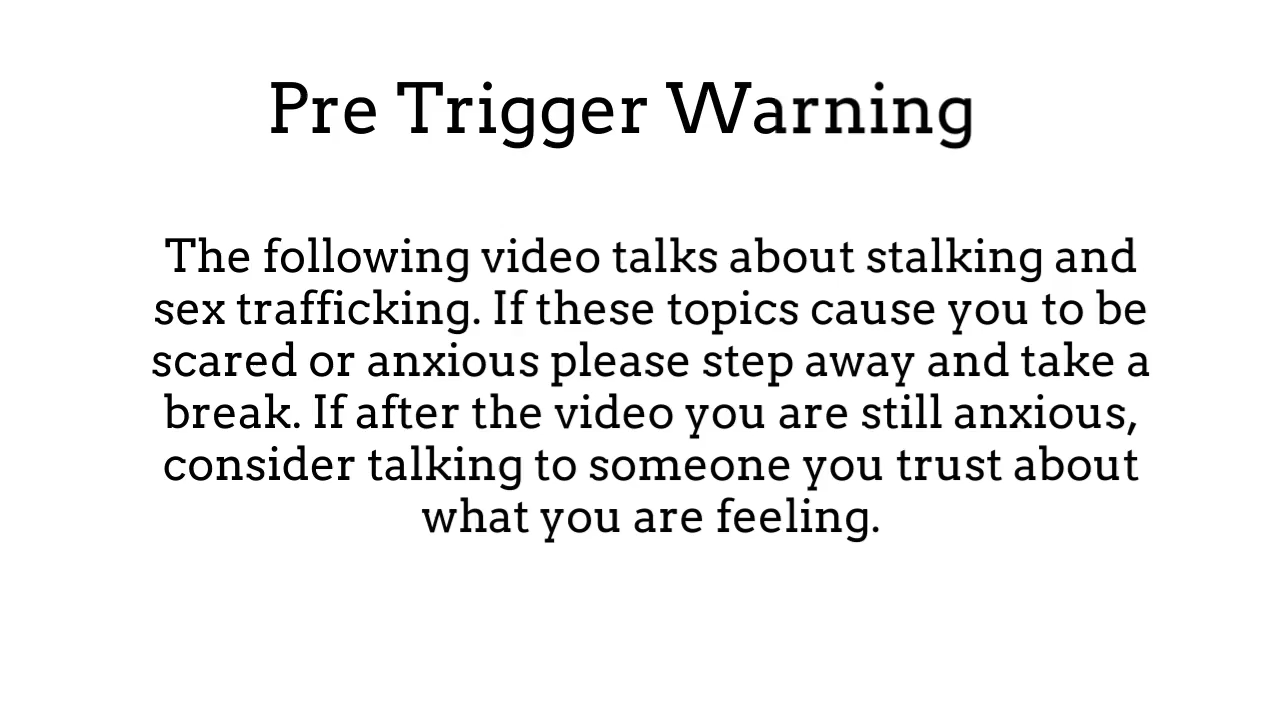 Pre Trigger Warning
The following video talks about stalking and
sex trafficking. If these topics cause you to be
scared or anxious please step away and take a
break. If after the video you are still anxious,
consider talking to someone you trust about
what you are feeling.